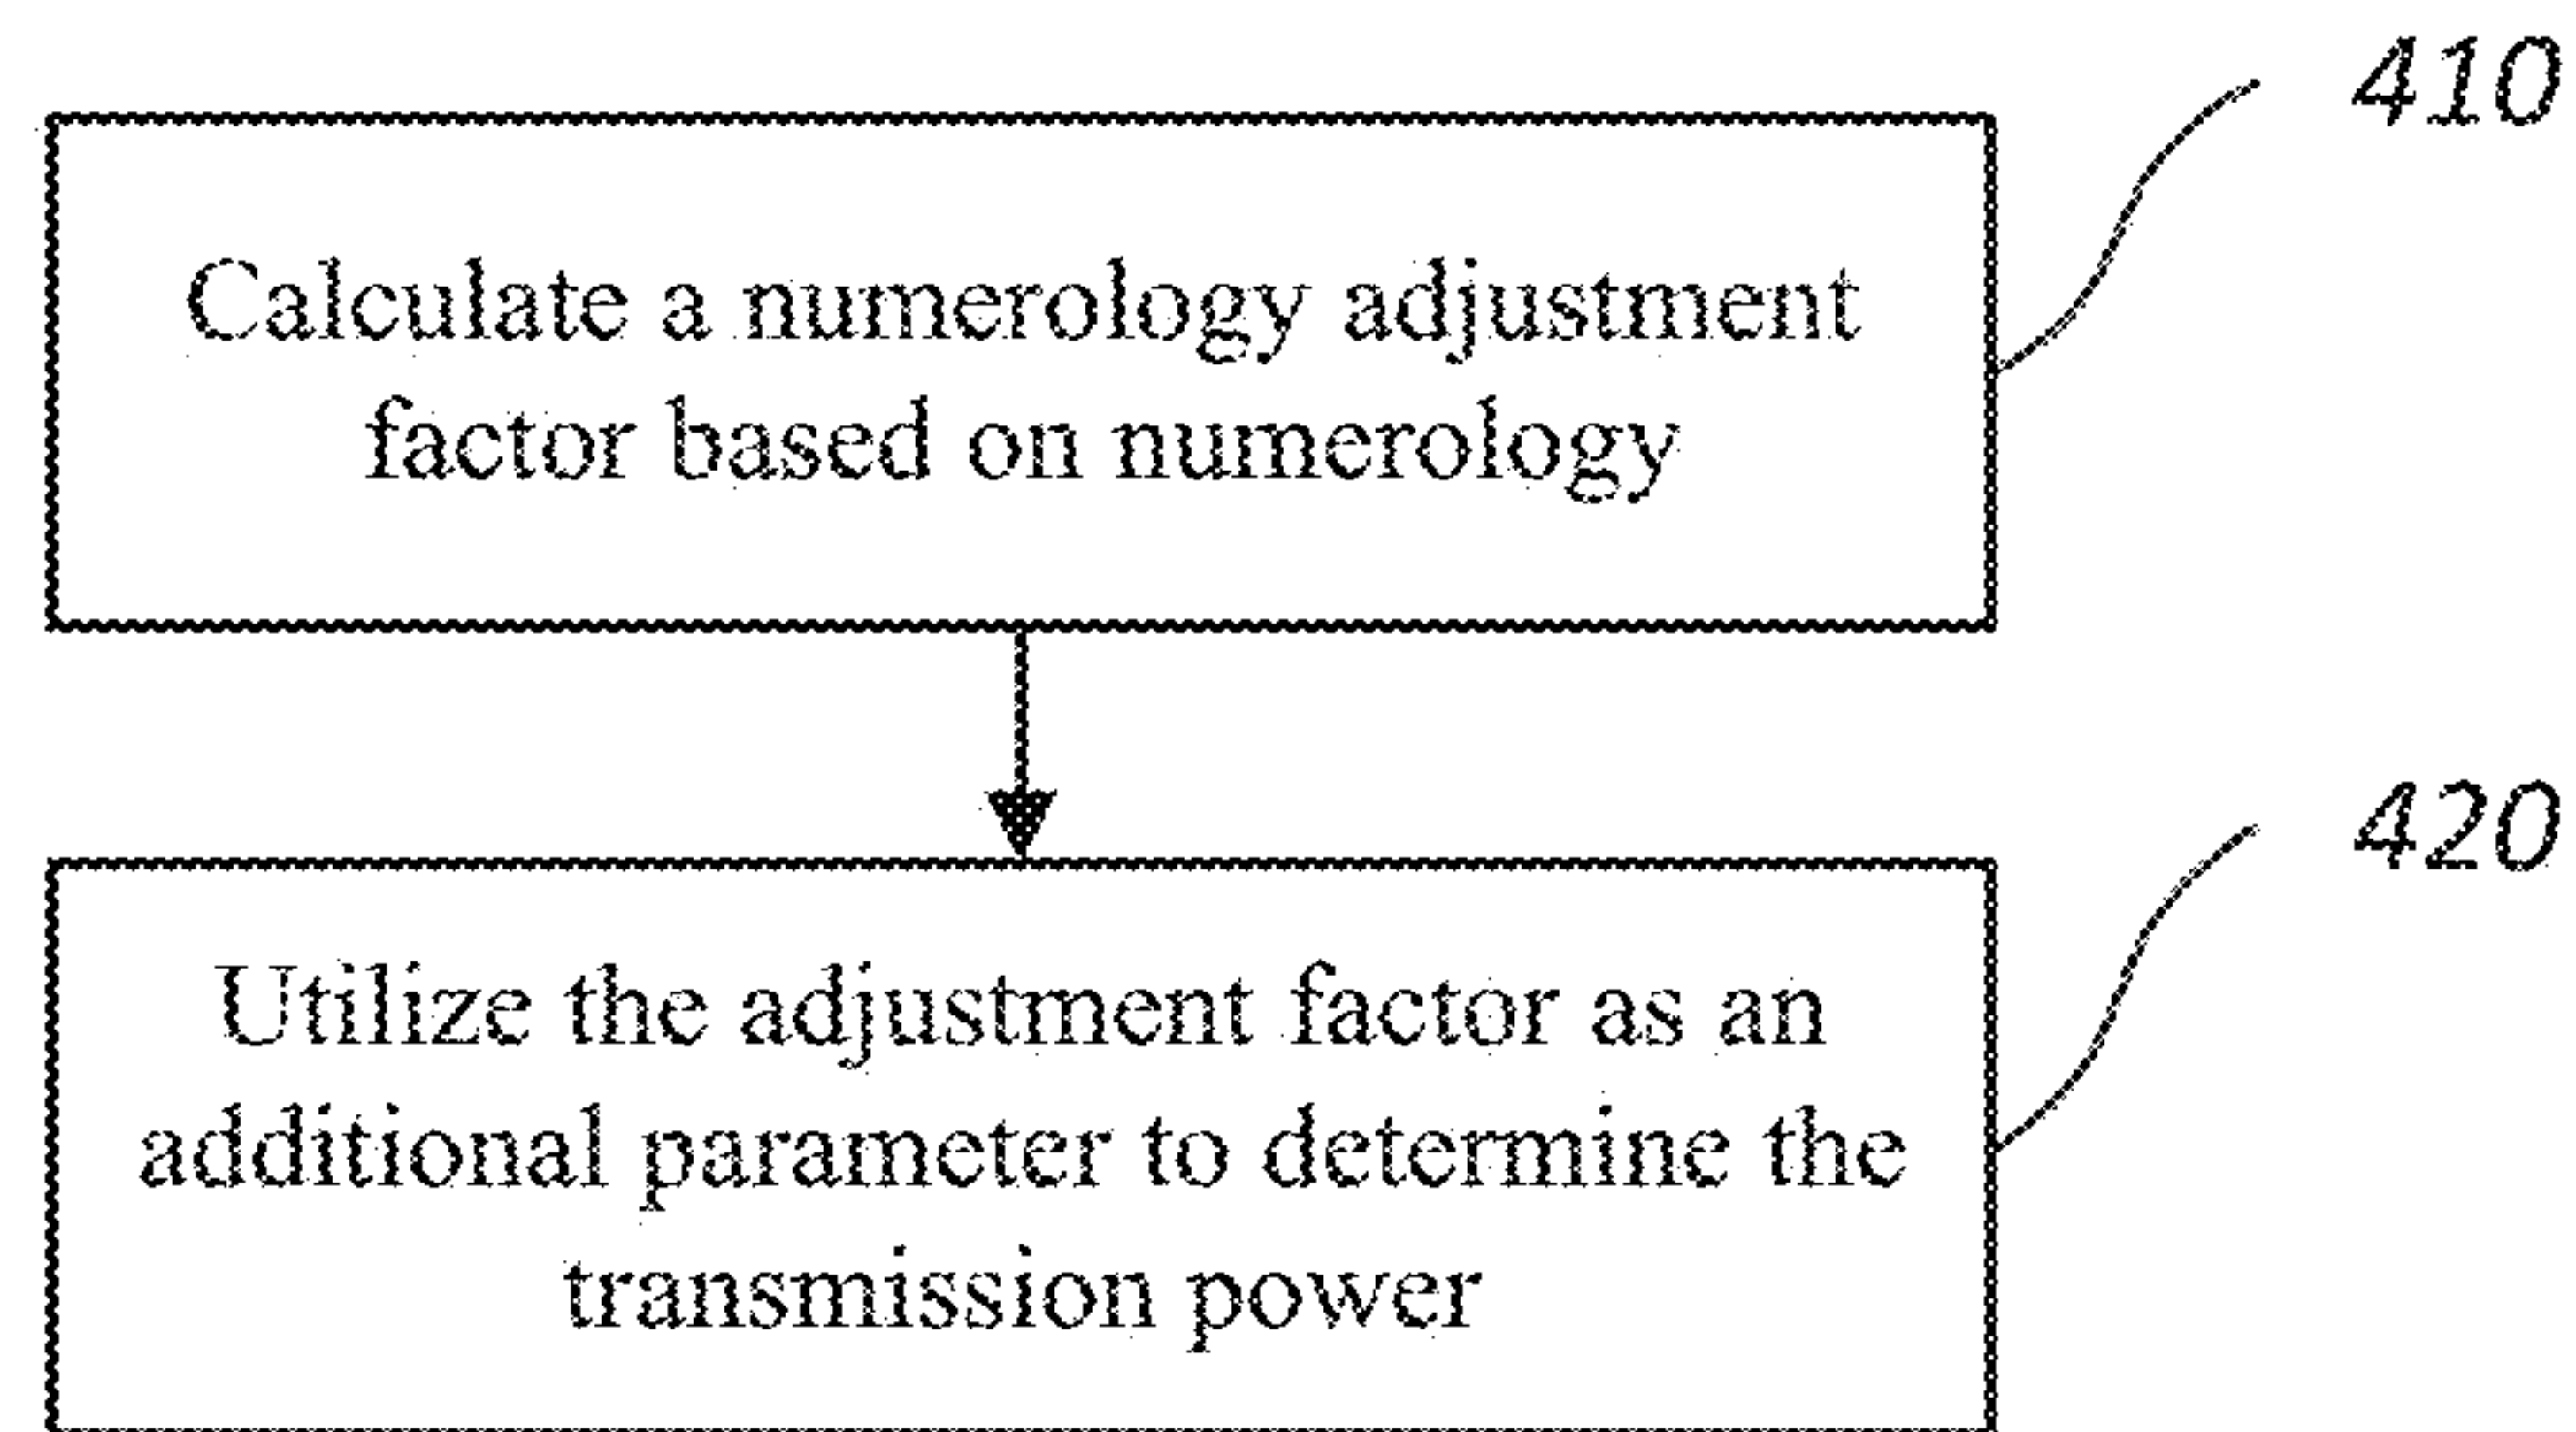 410
Calculate a numerology adjustment
factor based on numerology
420
Utilize the adjustment factor as an
additional parameter to determine the
transmission power